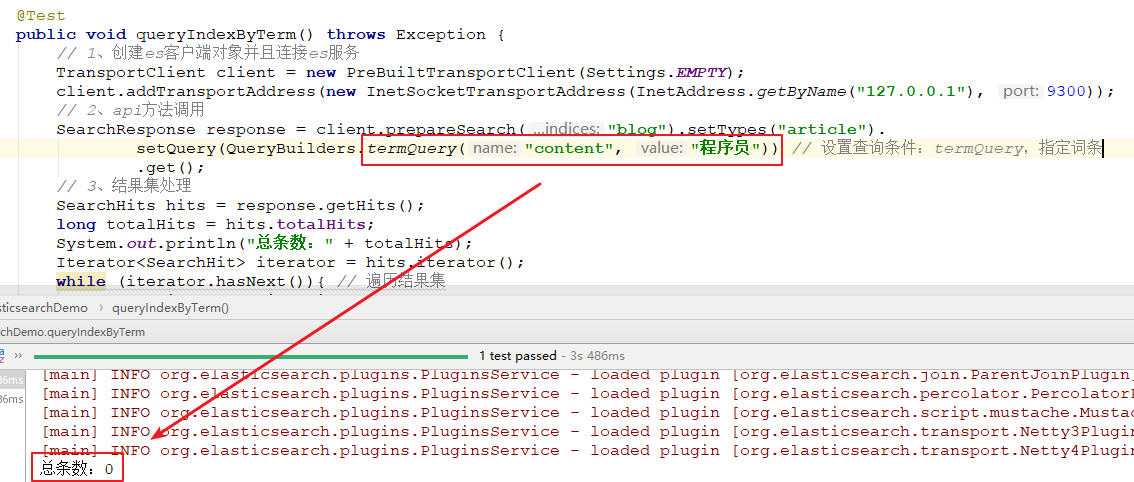 @Test
public void queryIndexByTerm() throws Exception {
// 1、创建es客户端对象并且连接es服务
TransportClient client = new PreBuiltTransportClient(Settings.EMPTY);
client.addTransportAddress(new InetSocketTransportAddress(InetAddress.getByName("127.0.0.1"), port: 9300));
// 2、api方法调用
SearchResponse response = client.prepareSearch( ...indices: "blog").setTypes("article").
setQuery(QueryBuilders.termQuery( name: "content", value: "程序员")) // 设置查询条件：termQuery，指定词条
.get();
// 3、结果集处理
SearchHits hits = response.getHits();
long totalHits = hits.totalHits;
System.out.println("总条数：" + totalHits);
Iterator<SearchHit> iterator = hits.iterator();
while (iterator.hasNext()){ // 遍历结果集
sticsearchDemo › queryIndexByTerm()
chDemo.queryIndexByTerm
» 1 test passed - 3s 486ms
86ms [main] INFO org.elasticsearch.plugins.PluginsService - loaded plugin [org.elasticsearch.join.ParentJoinPlugin]
86ms [main] INFO org.elasticsearch.plugins.PluginsService - loaded plugin [org.elasticsearch.percolator.Percolator
[main] INFO org.elasticsearch.plugins.PluginsService - loaded plugin [org.elasticsearch.script.mustache.Mustac
[main] INFO org.elasticsearch.plugins.PluginsService - loaded plugin [org.elasticsearch.transport.Netty3Plugin
[main] INFO org.elasticsearch.plugins.PluginsService - loaded plugin [org.elasticsearch.transport.Netty4Plugin
总条数：0